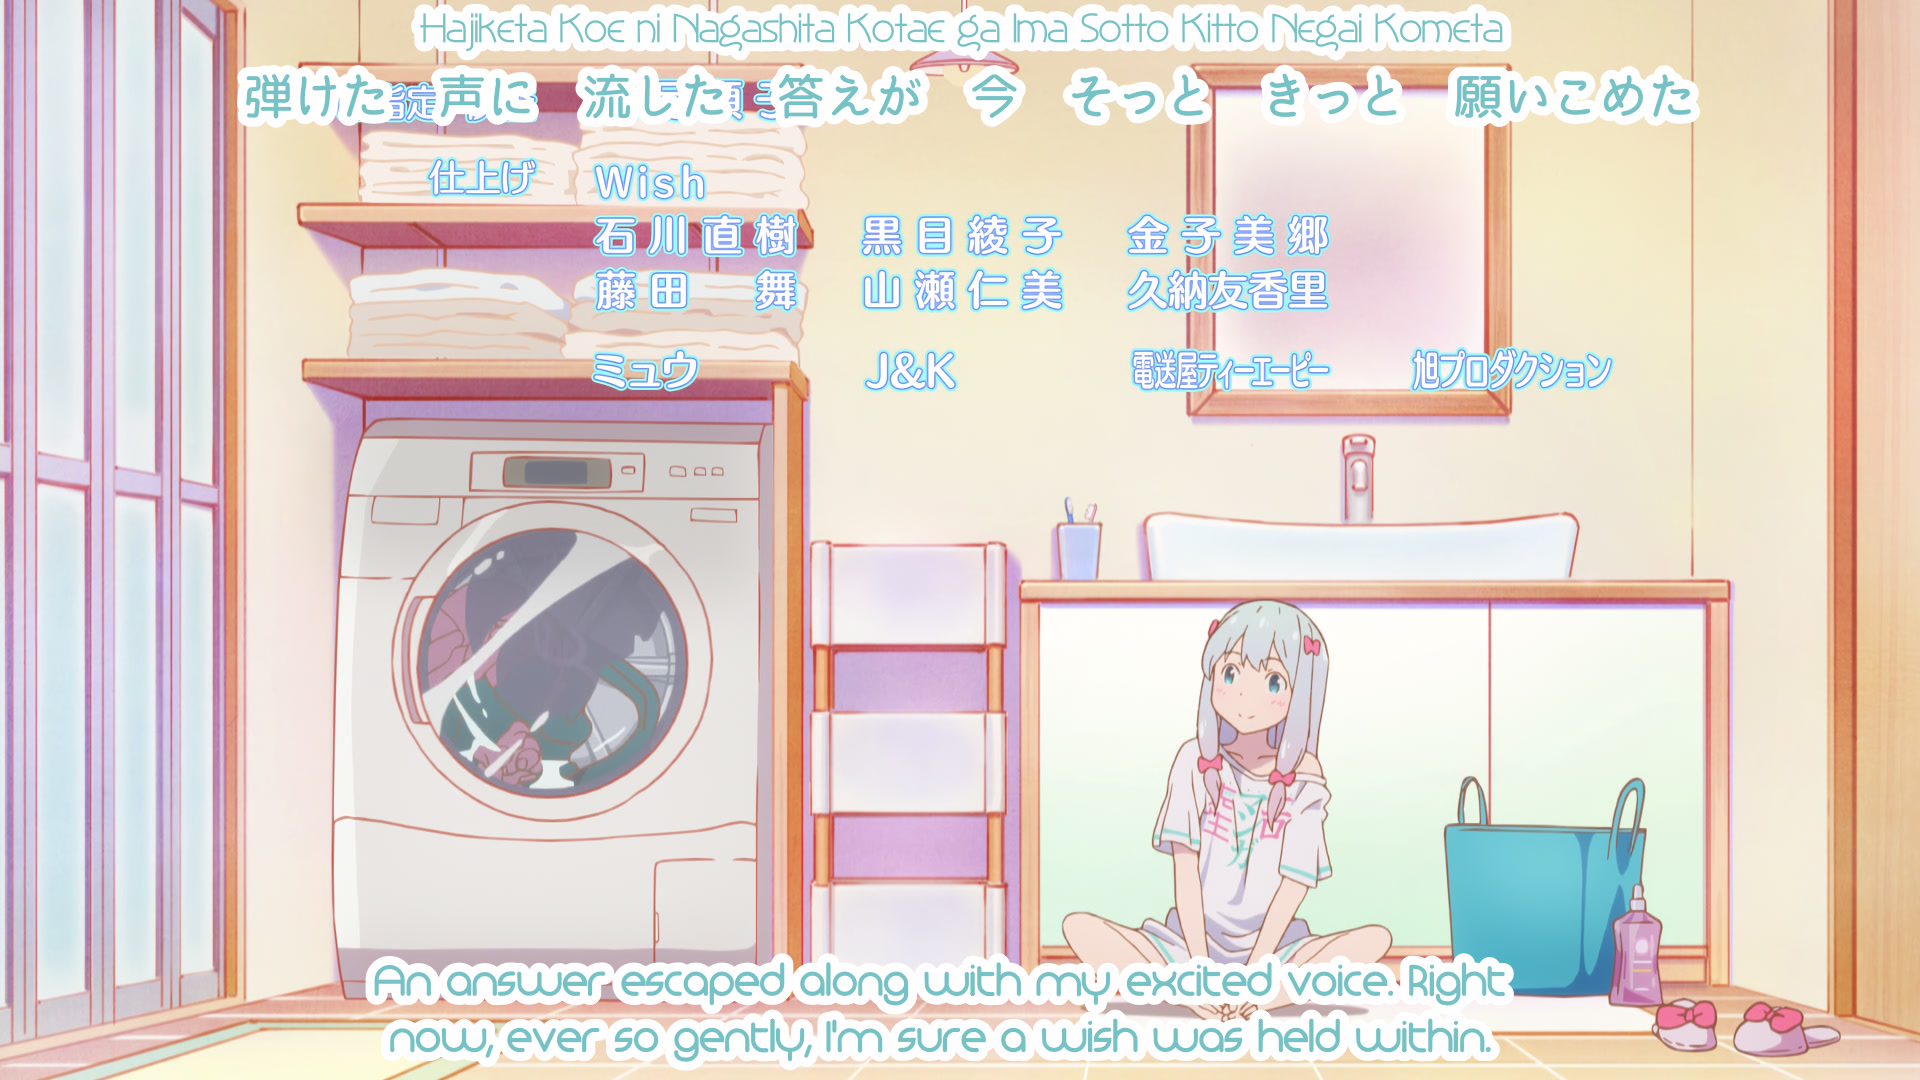 Hajiketa Koe ni Nagashita Kotae ga Ima Sotto Kitto Negai Kometa
弾けた 声に 流した 答えが 今 そっと きっと 願いこめた
仕上げ Wish
石川直樹 黒目綾子 金子美郷
藤田 舞 山瀬仁美 久納友香里
ミュウ J&K 電送屋ティーエーピー 旭プロダクション
An answer escaped along with my excited voice. Right
now, ever so gently, I'm sure a wish was held within.